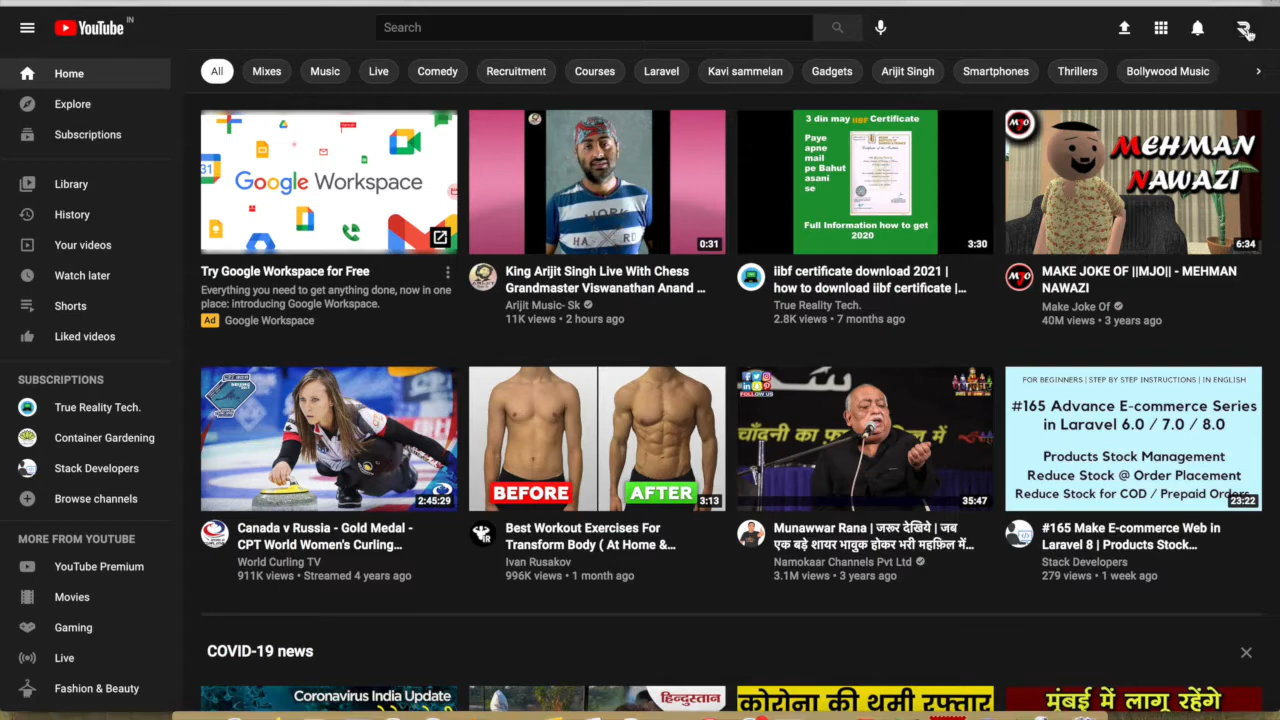 YouTube IN
Search
Home
Explore
Subscriptions
Library
History
Your videos
Watch later
Shorts
Liked videos
SUBSCRIPTIONS
True Reality Tech.
Container Gardening
Stack Developers
Browse channels
MORE FROM YOUTUBE
YouTube Premium
Movies
Gaming
Live
Fashion & Beauty
All Mixes Music Live Comedy Recruitment Courses Laravel Kavi sammelan Gadgets Arijit Singh Smartphones Thrillers Bollywood Music
31
Google Workspace
Try Google Workspace for Free
Everything you need to get anything done, now in one
place: introducing Google Workspace.
Ad Google Workspace
0:31
King Arijit Singh Live With Chess
Grandmaster Viswanathan Anand ...
Arijit Music- Sk
11K views • 2 hours ago
3 din may IIBF Certificate
Paye
apne
mail
pe Bahut
asani
se
Full Information how to get
2020
3:30
iibf certificate download 2021 |
how to download iibf certificate |...
True Reality Tech.
2.8K views • 7 months ago
MJO
MEHMAN
NAWAZI
6:34
MAKE JOKE OF ||MJO|| - MEHMAN
NAWAZI
Make Joke Of
40M views • 3 years ago
2:45:29
Canada v Russia - Gold Medal -
CPT World Women's Curling...
World Curling TV
911K views • Streamed 4 years ago
BEFORE
AFTER
3:13
Best Workout Exercises For
Transform Body ( At Home &...
Ivan Rusakov
996K views • 1 month ago
FOLLOW US
35:47
Munawwar Rana | जरूर देखिये | जब
एक बड़े शायर भावुक होकर भरी महफ़िल में...
Namokaar Channels Pvt Ltd
3.1M views • 3 years ago
FOR BEGINNERS | STEP BY STEP INSTRUCTIONS | IN ENGLISH
#165 Advance E-commerce Series
in Laravel 6.0 / 7.0 / 8.0
Products Stock Management
Reduce Stock @ Order Placement
Reduce Stock for COD / Prepaid Orders
23:22
#165 Make E-commerce Web in
Laravel 8 | Products Stock...
Stack Developers
279 views • 1 week ago
COVID-19 news
Coronavirus India Update
हिन्दुस्तान
कोरोना की थमी रफ्तार
मुंबई में लागू रहेंगे